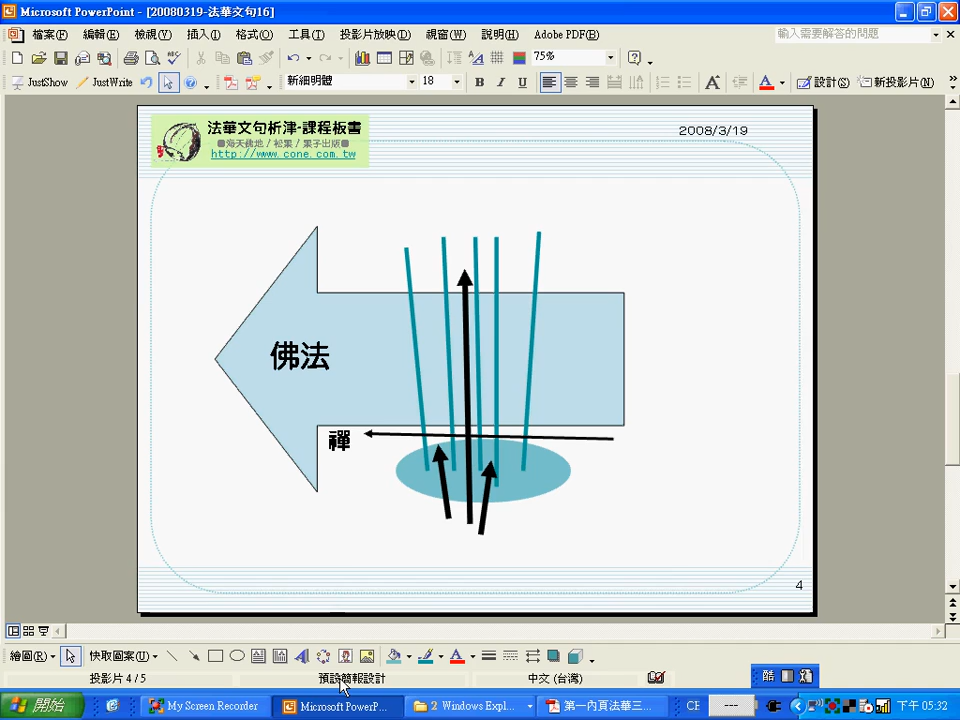 Microsoft PowerPoint - [20080319-法華文句16]
檔案(F) 編輯(E) 檢視(V) 插入(I) 格式(O) 工具(T) 投影片放映(D) 視窗(W) 說明(H) Adobe PDF(B) 輸入需要解答的問題
75%
JustShow JustWrite 新細明體 18 B I U A A 設計(S) 新投影片(N)
法華文句析津-課程板書
2008/3/19
■海天佛地/松果/栗子出版■
http://www.cone.com.tw
佛法
禪
4
繪圖(R) 快取圖案(U) A
投影片 4 / 5 預設簡報設計 中文 (台灣) 酷
開始 My Screen Recorder Microsoft PowerP... 2 Windows Expl... 第一內頁法華三... CE --- 下午 05:32